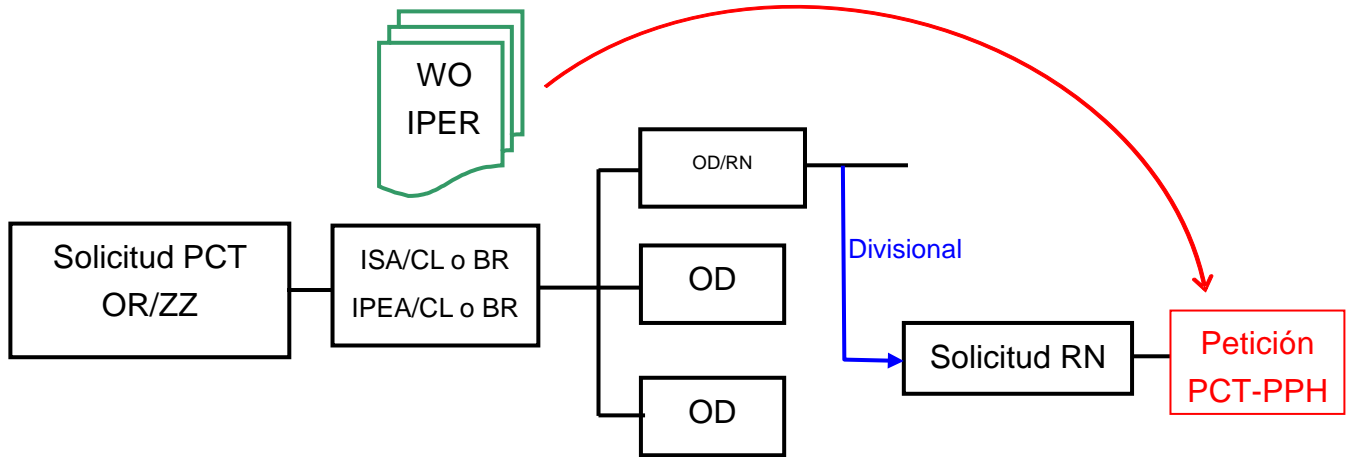 WO
IPER
OD/RN
Solicitud PCT
OR/ZZ
ISA/CL o BR
IPEA/CL o BR
OD
Divisional
OD
Solicitud RN
Petición
PCT-PPH